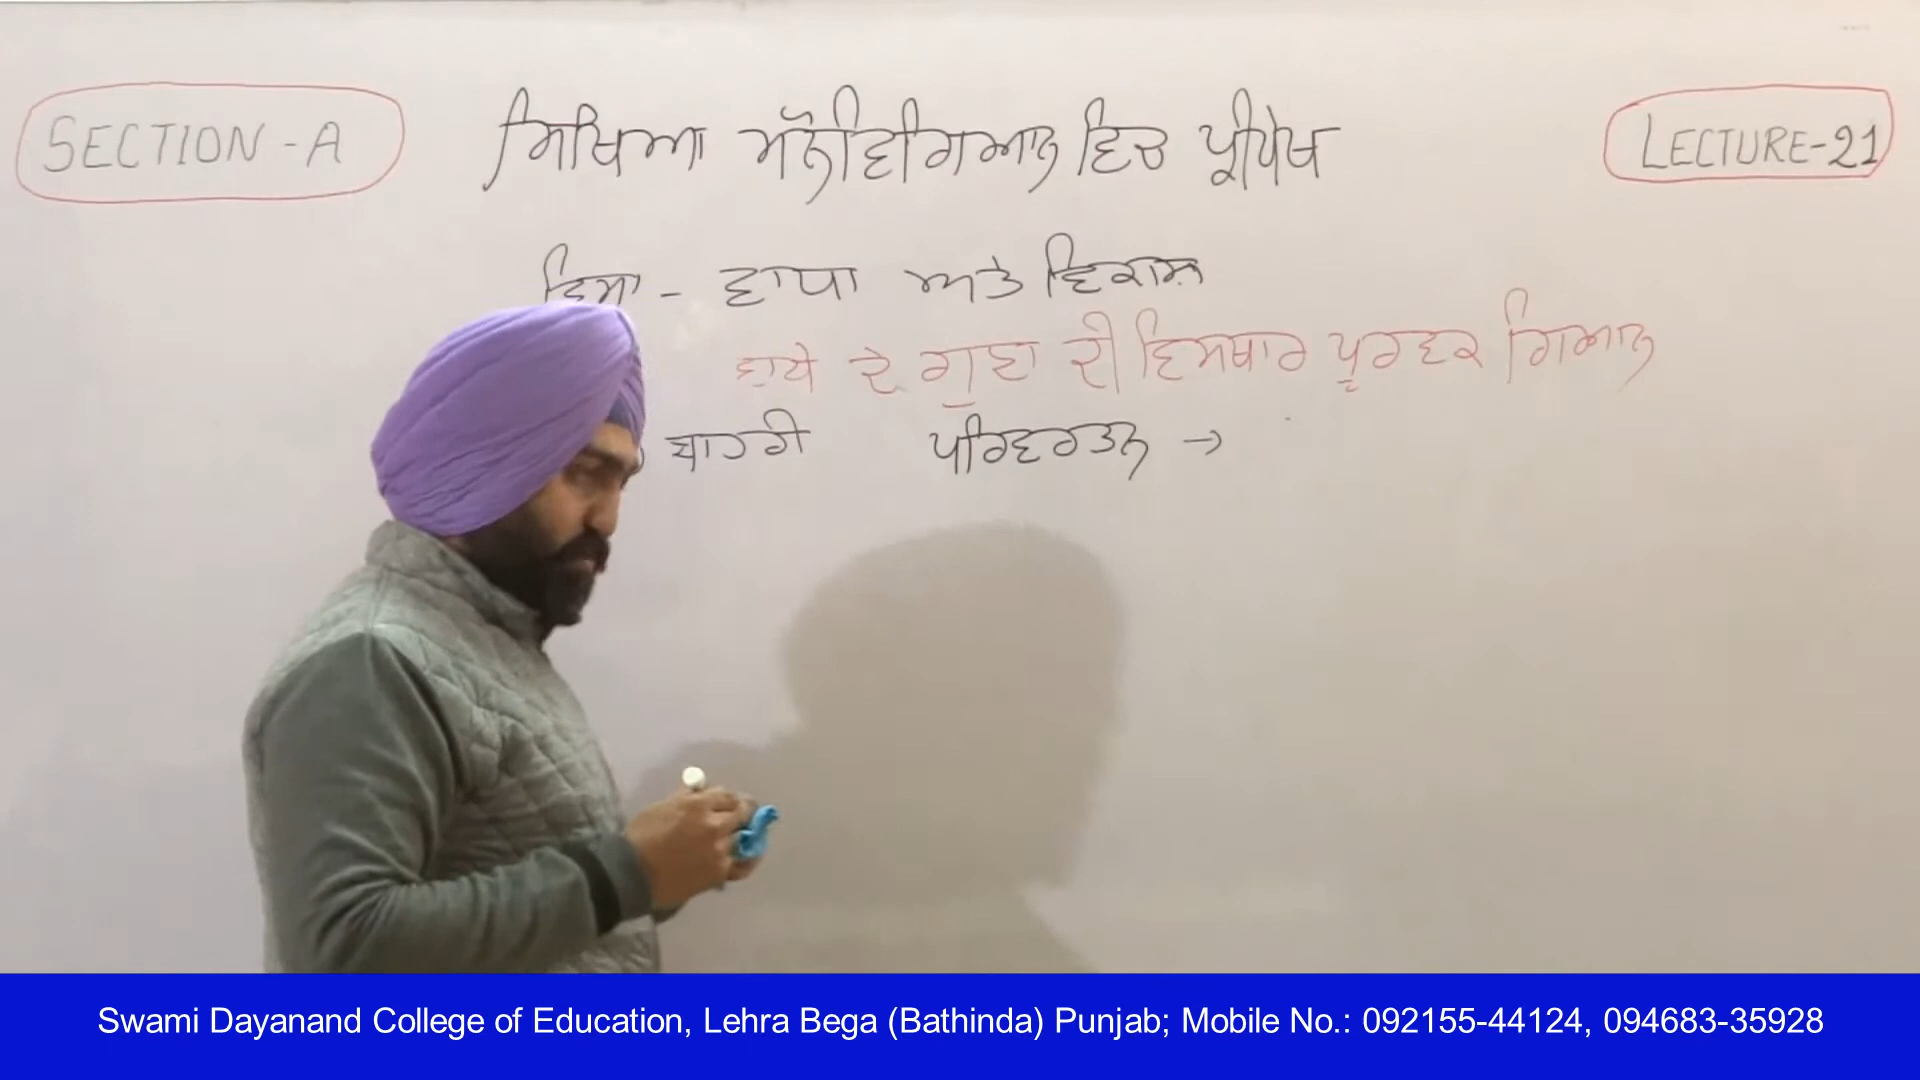 SECTION - A
ਸਿਖਿਆ ਮਨੋਵਿਗਿਆਨ ਵਿਚ ਪ੍ਰੀਪੇਖ
LECTURE-21
ਵਿਸ਼ਾ - ਵਾਧਾ ਅਤੇ ਵਿਕਾਸ
ਵਾਧੇ ਦੇ ਗੁਣਾ ਦੀ ਵਿਸਥਾਰ ਪੂਰਵਕ ਗਿਆਨ
ਬਾਹਰੀ ਪਰਿਵਰਤਨ →
Swami Dayanand College of Education, Lehra Bega (Bathinda) Punjab; Mobile No.: 092155-44124, 094683-35928